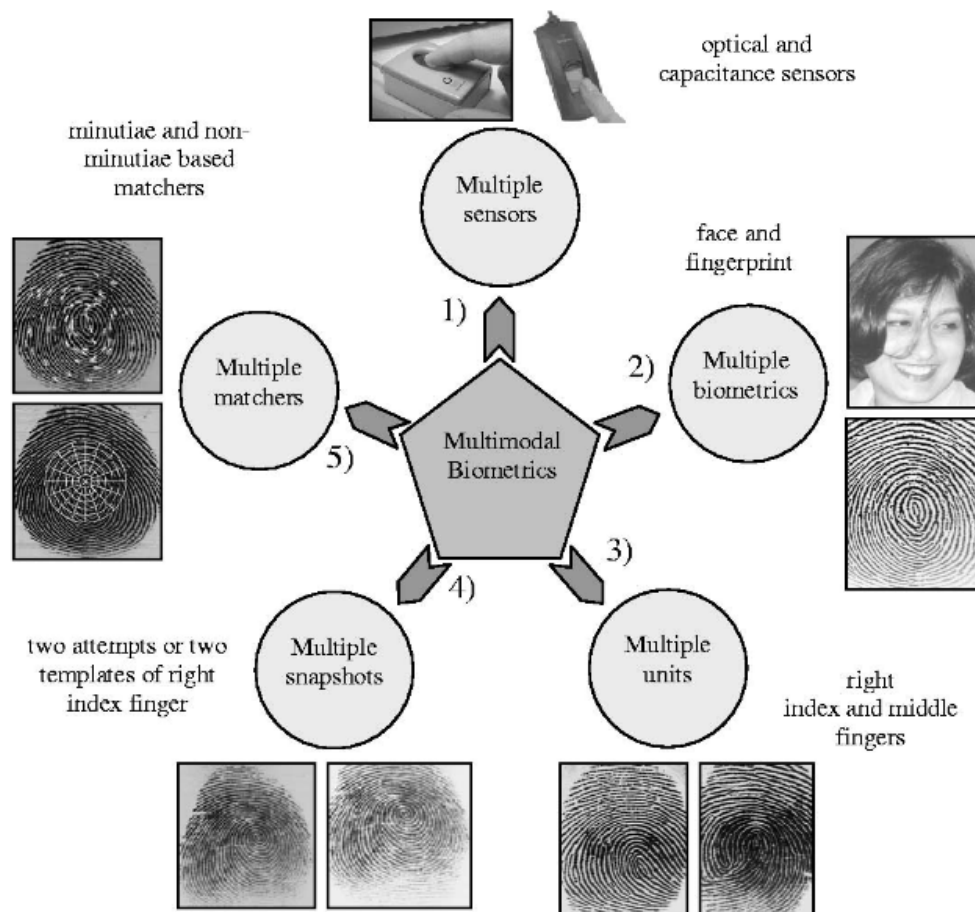 optical and
capacitance sensors
minutiae and non-
minutiae based
matchers
Multiple
sensors
face and
fingerprint
1)
Multiple
matchers
2)
Multiple
biometrics
Multimodal
Biometrics
5)
3)
4)
two attempts or two
templates of right
index finger
Multiple
snapshots
Multiple
units
right
index and middle
fingers